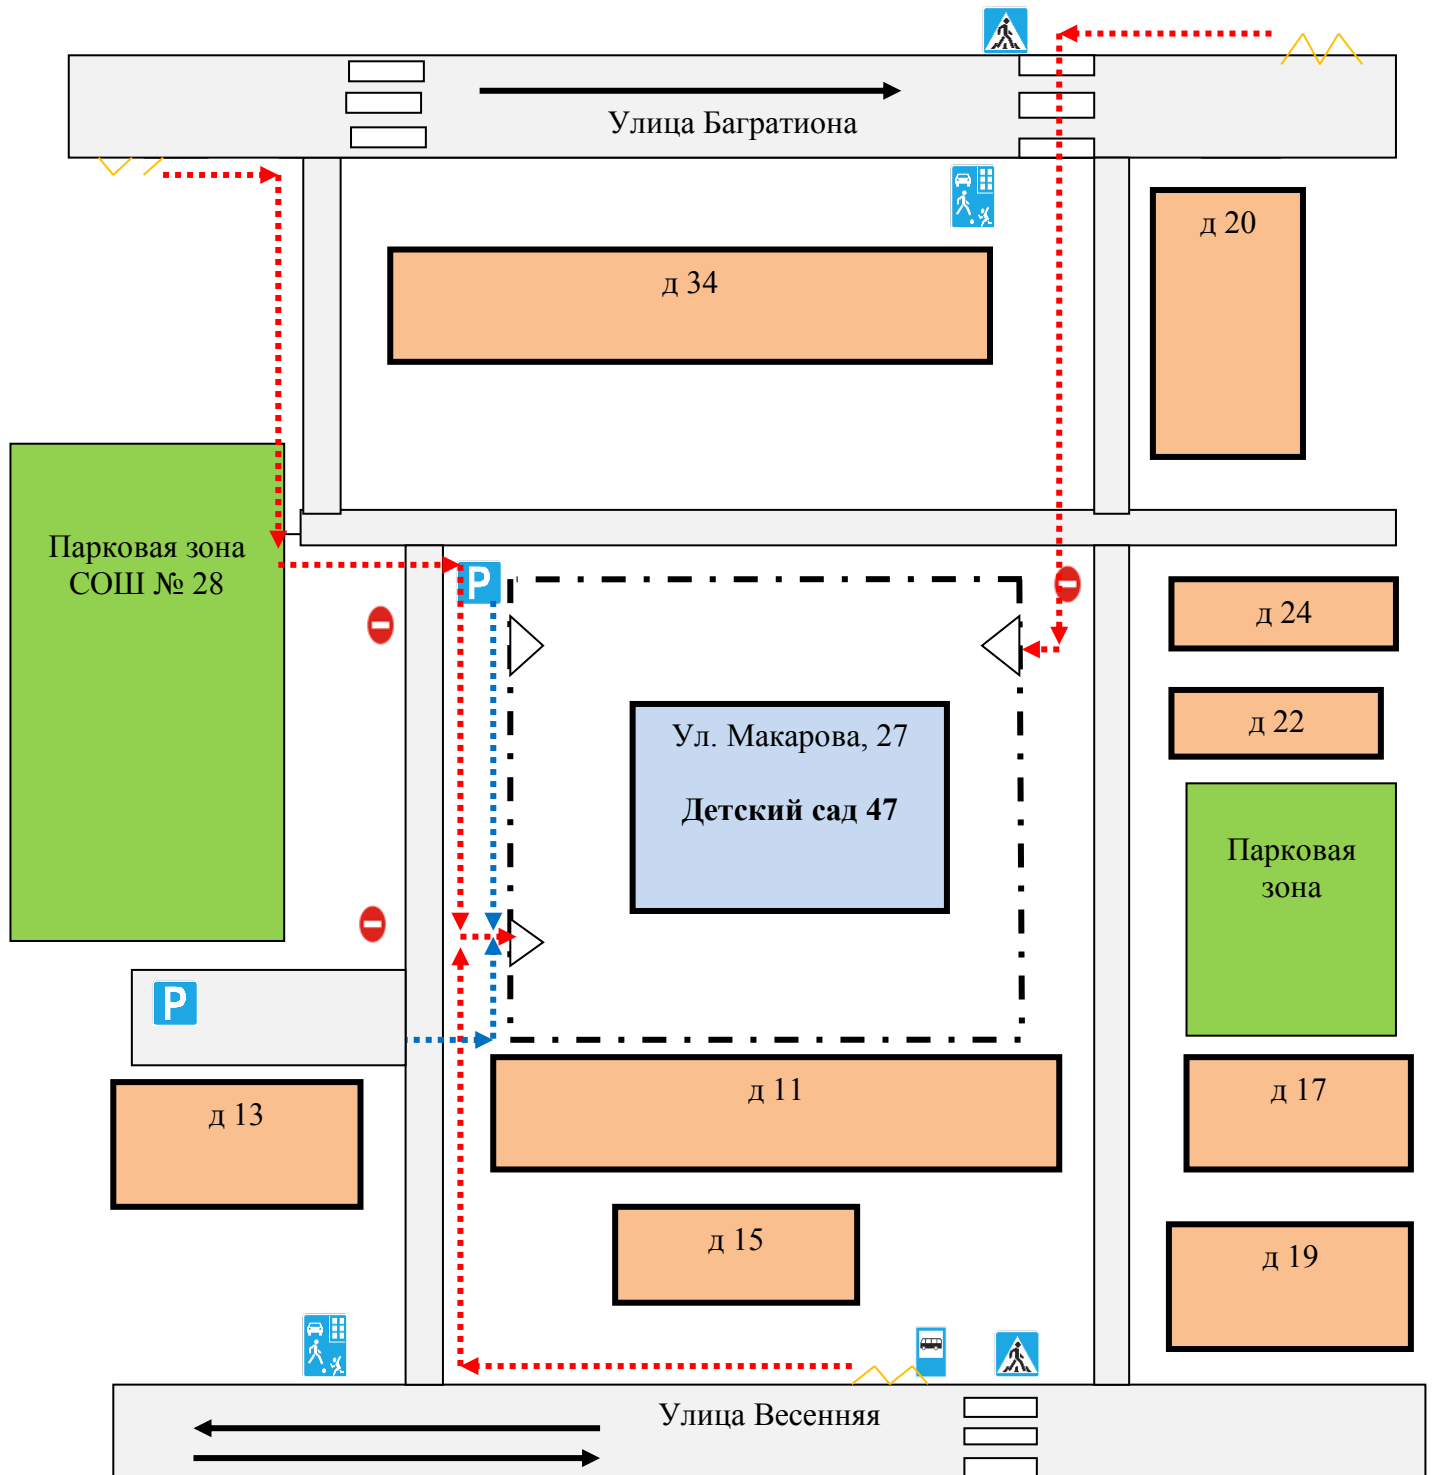 Улица Багратиона
д 20
д 34
Парковая зона
СОШ № 28
P
д 24
д 22
Ул. Макарова, 27
Детский сад 47
Парковая
зона
P
д 11
д 17
д 13
д 15
д 19
Улица Весенняя